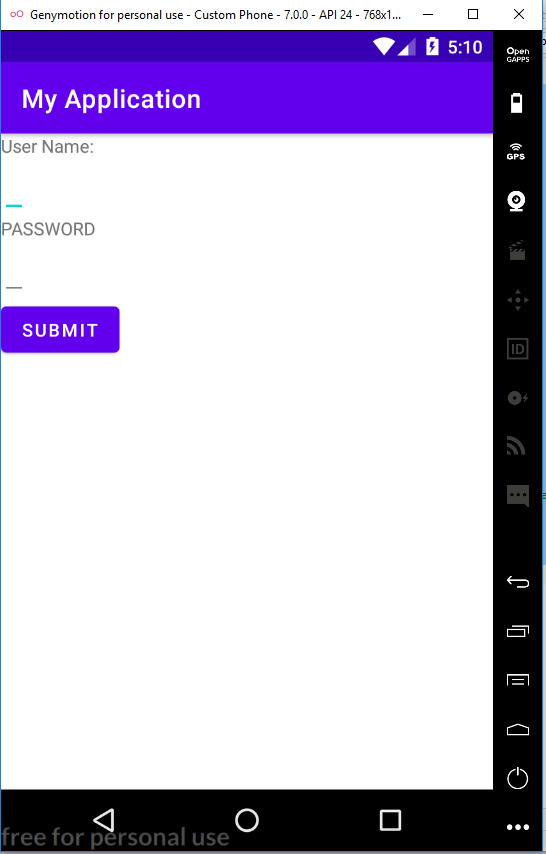 Genymotion for personal use - Custom Phone - 7.0.0 - API 24 - 768x1...
5:10
Open
GAPPS
My Application
User Name:
GPS
PASSWORD
SUBMIT
ID
free for personal use